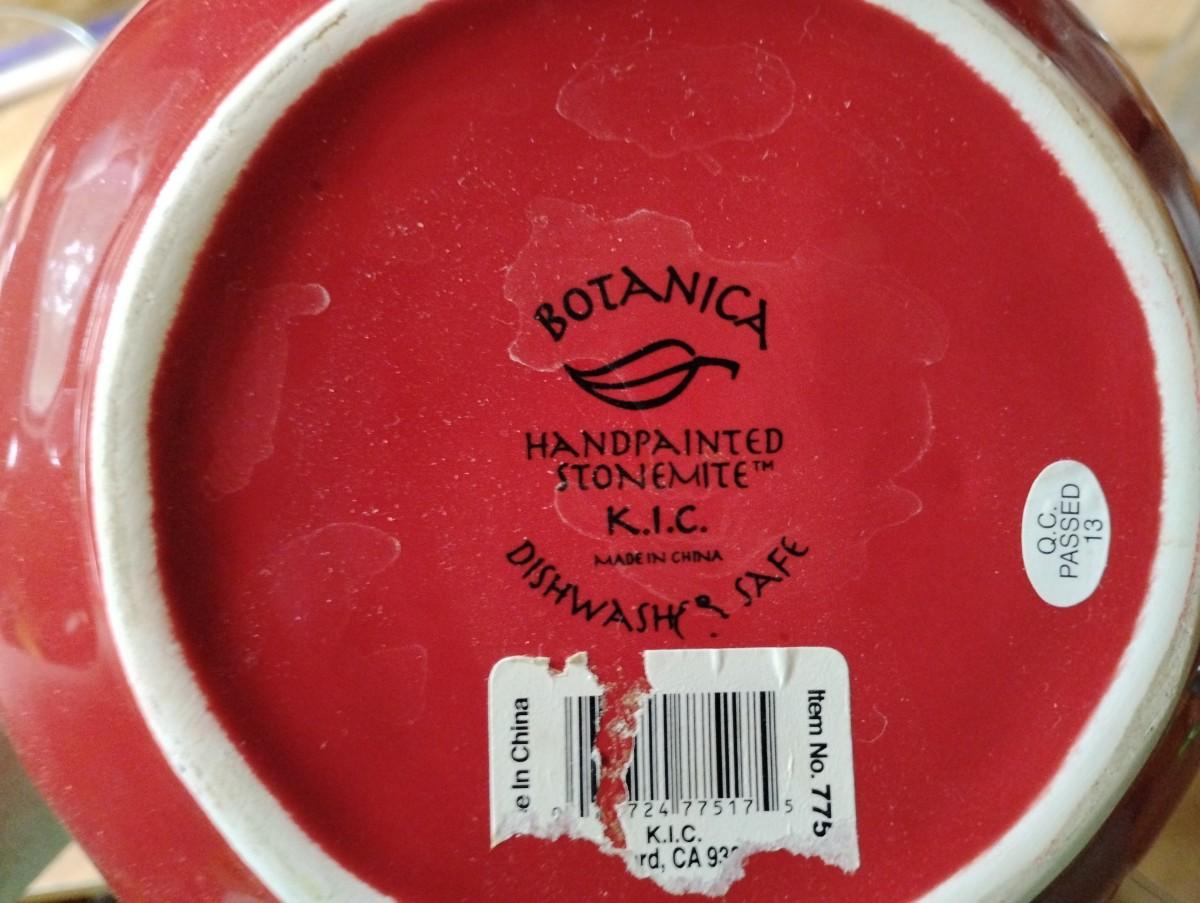 BOTANICA
HANDPAINTED
STONEMITE™
K.I.C.
MADE IN CHINA
DISHWASHER SAFE
Q.C.
PASSED
13
e In China
724 77517 5
Item No. 775
K.I.C.
rd, CA 93